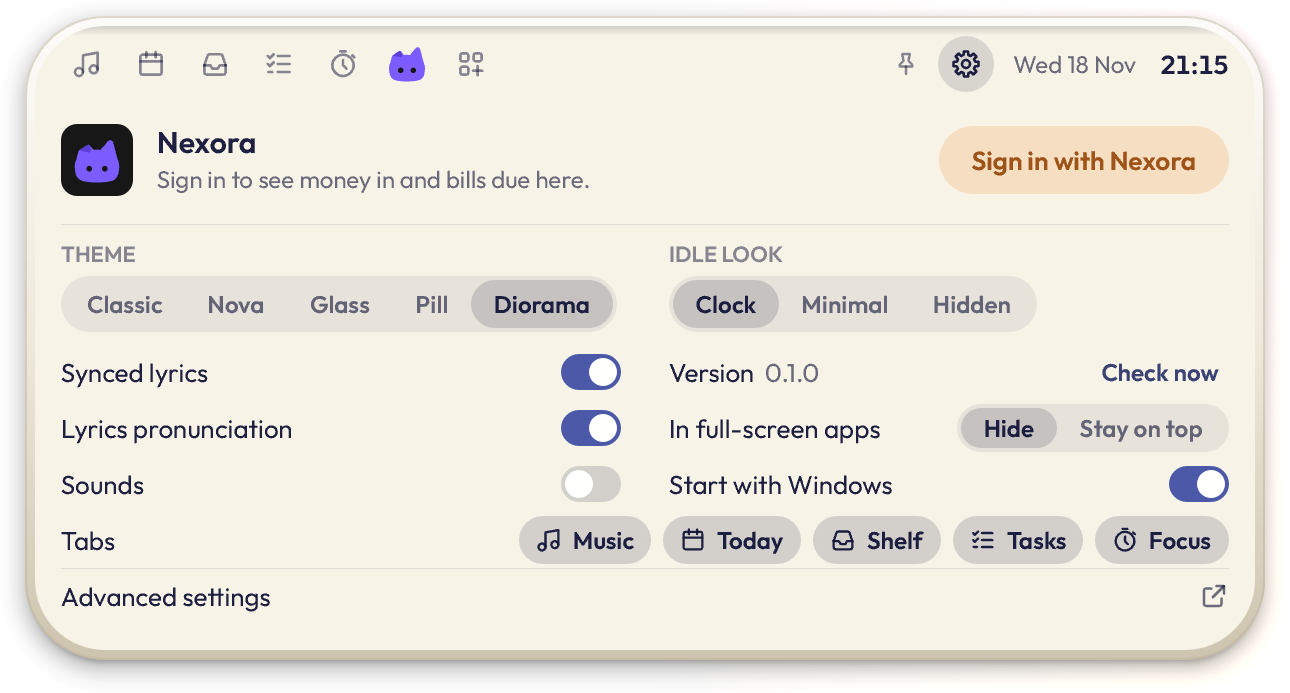 Wed 18 Nov 21:15
Nexora
Sign in to see money in and bills due here.
Sign in with Nexora
THEME
Classic Nova Glass Pill Diorama
IDLE LOOK
Clock Minimal Hidden
Synced lyrics
Version 0.1.0 Check now
Lyrics pronunciation
In full-screen apps Hide Stay on top
Sounds
Start with Windows
Tabs Music Today Shelf Tasks Focus
Advanced settings